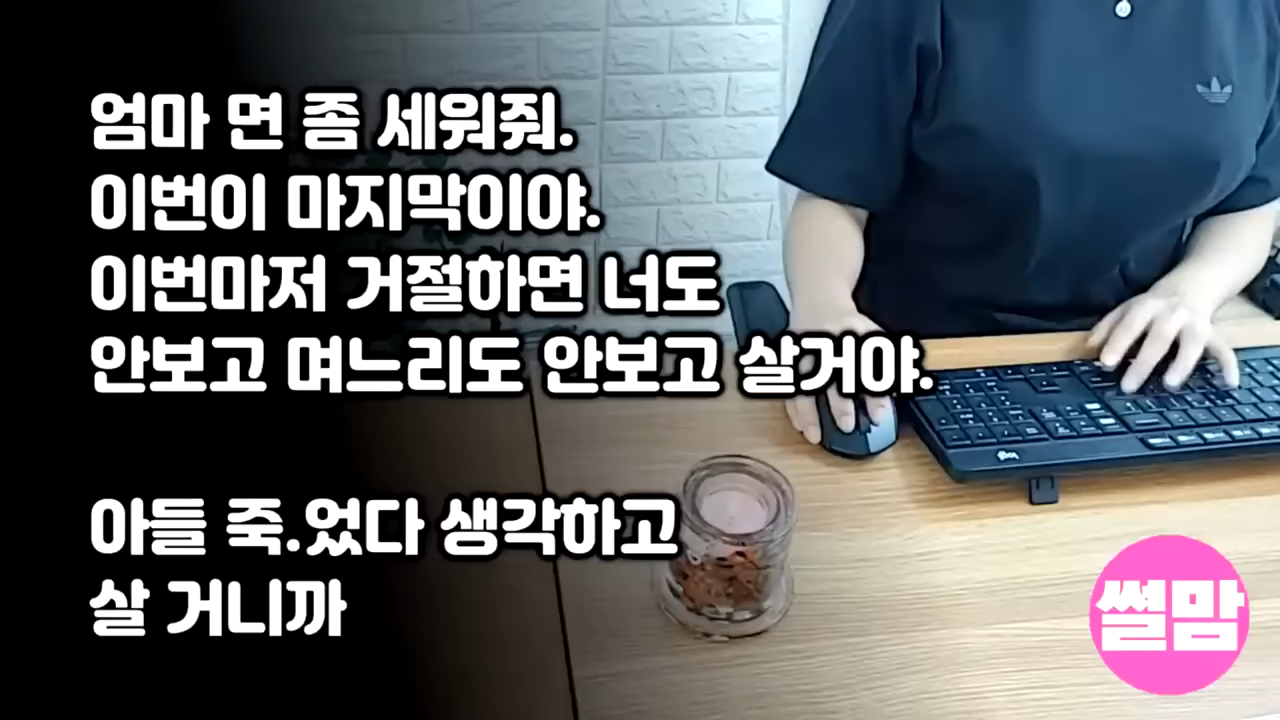 엄마 면 좀 세워줘.
이번이 마지막이야.
이번마저 거절하면 너도
안보고 며느리도 안보고 살거야.
아들 죽.었다 생각하고
살 거니까
썰맘